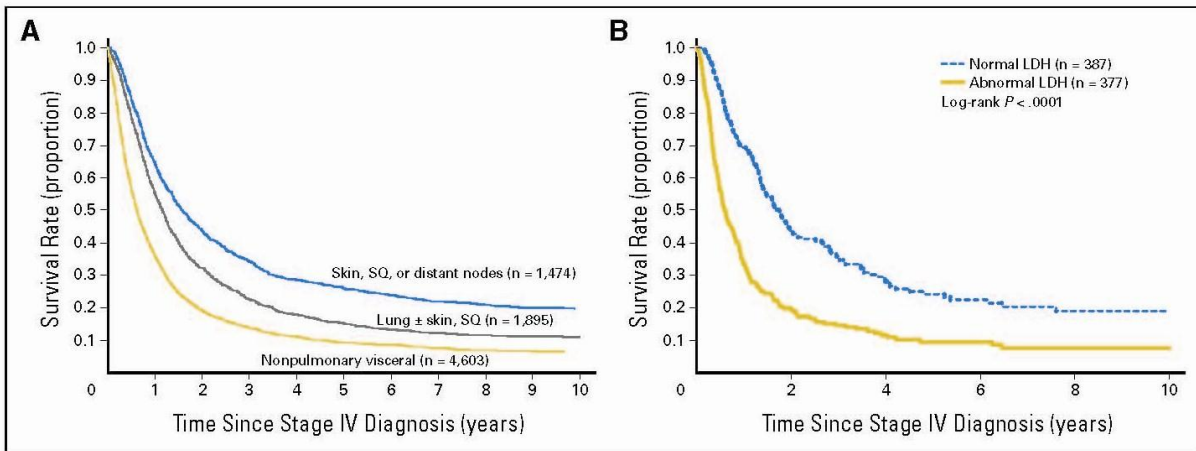 A
Survival Rate (proportion)
1.0
0.9
0.8
0.7
0.6
0.5
0.4
0.3
0.2
0.1
0 1 2 3 4 5 6 7 8 9 10
Time Since Stage IV Diagnosis (years)
Skin, SQ, or distant nodes (n = 1,474)
Lung ± skin, SQ (n = 1,895)
Nonpulmonary visceral (n = 4,603)
B
Survival Rate (proportion)
1.0
0.9
0.8
0.7
0.6
0.5
0.4
0.3
0.2
0.1
0 2 4 6 8 10
Time Since Stage IV Diagnosis (years)
Normal LDH (n = 387)
Abnormal LDH (n = 377)
Log-rank P < .0001